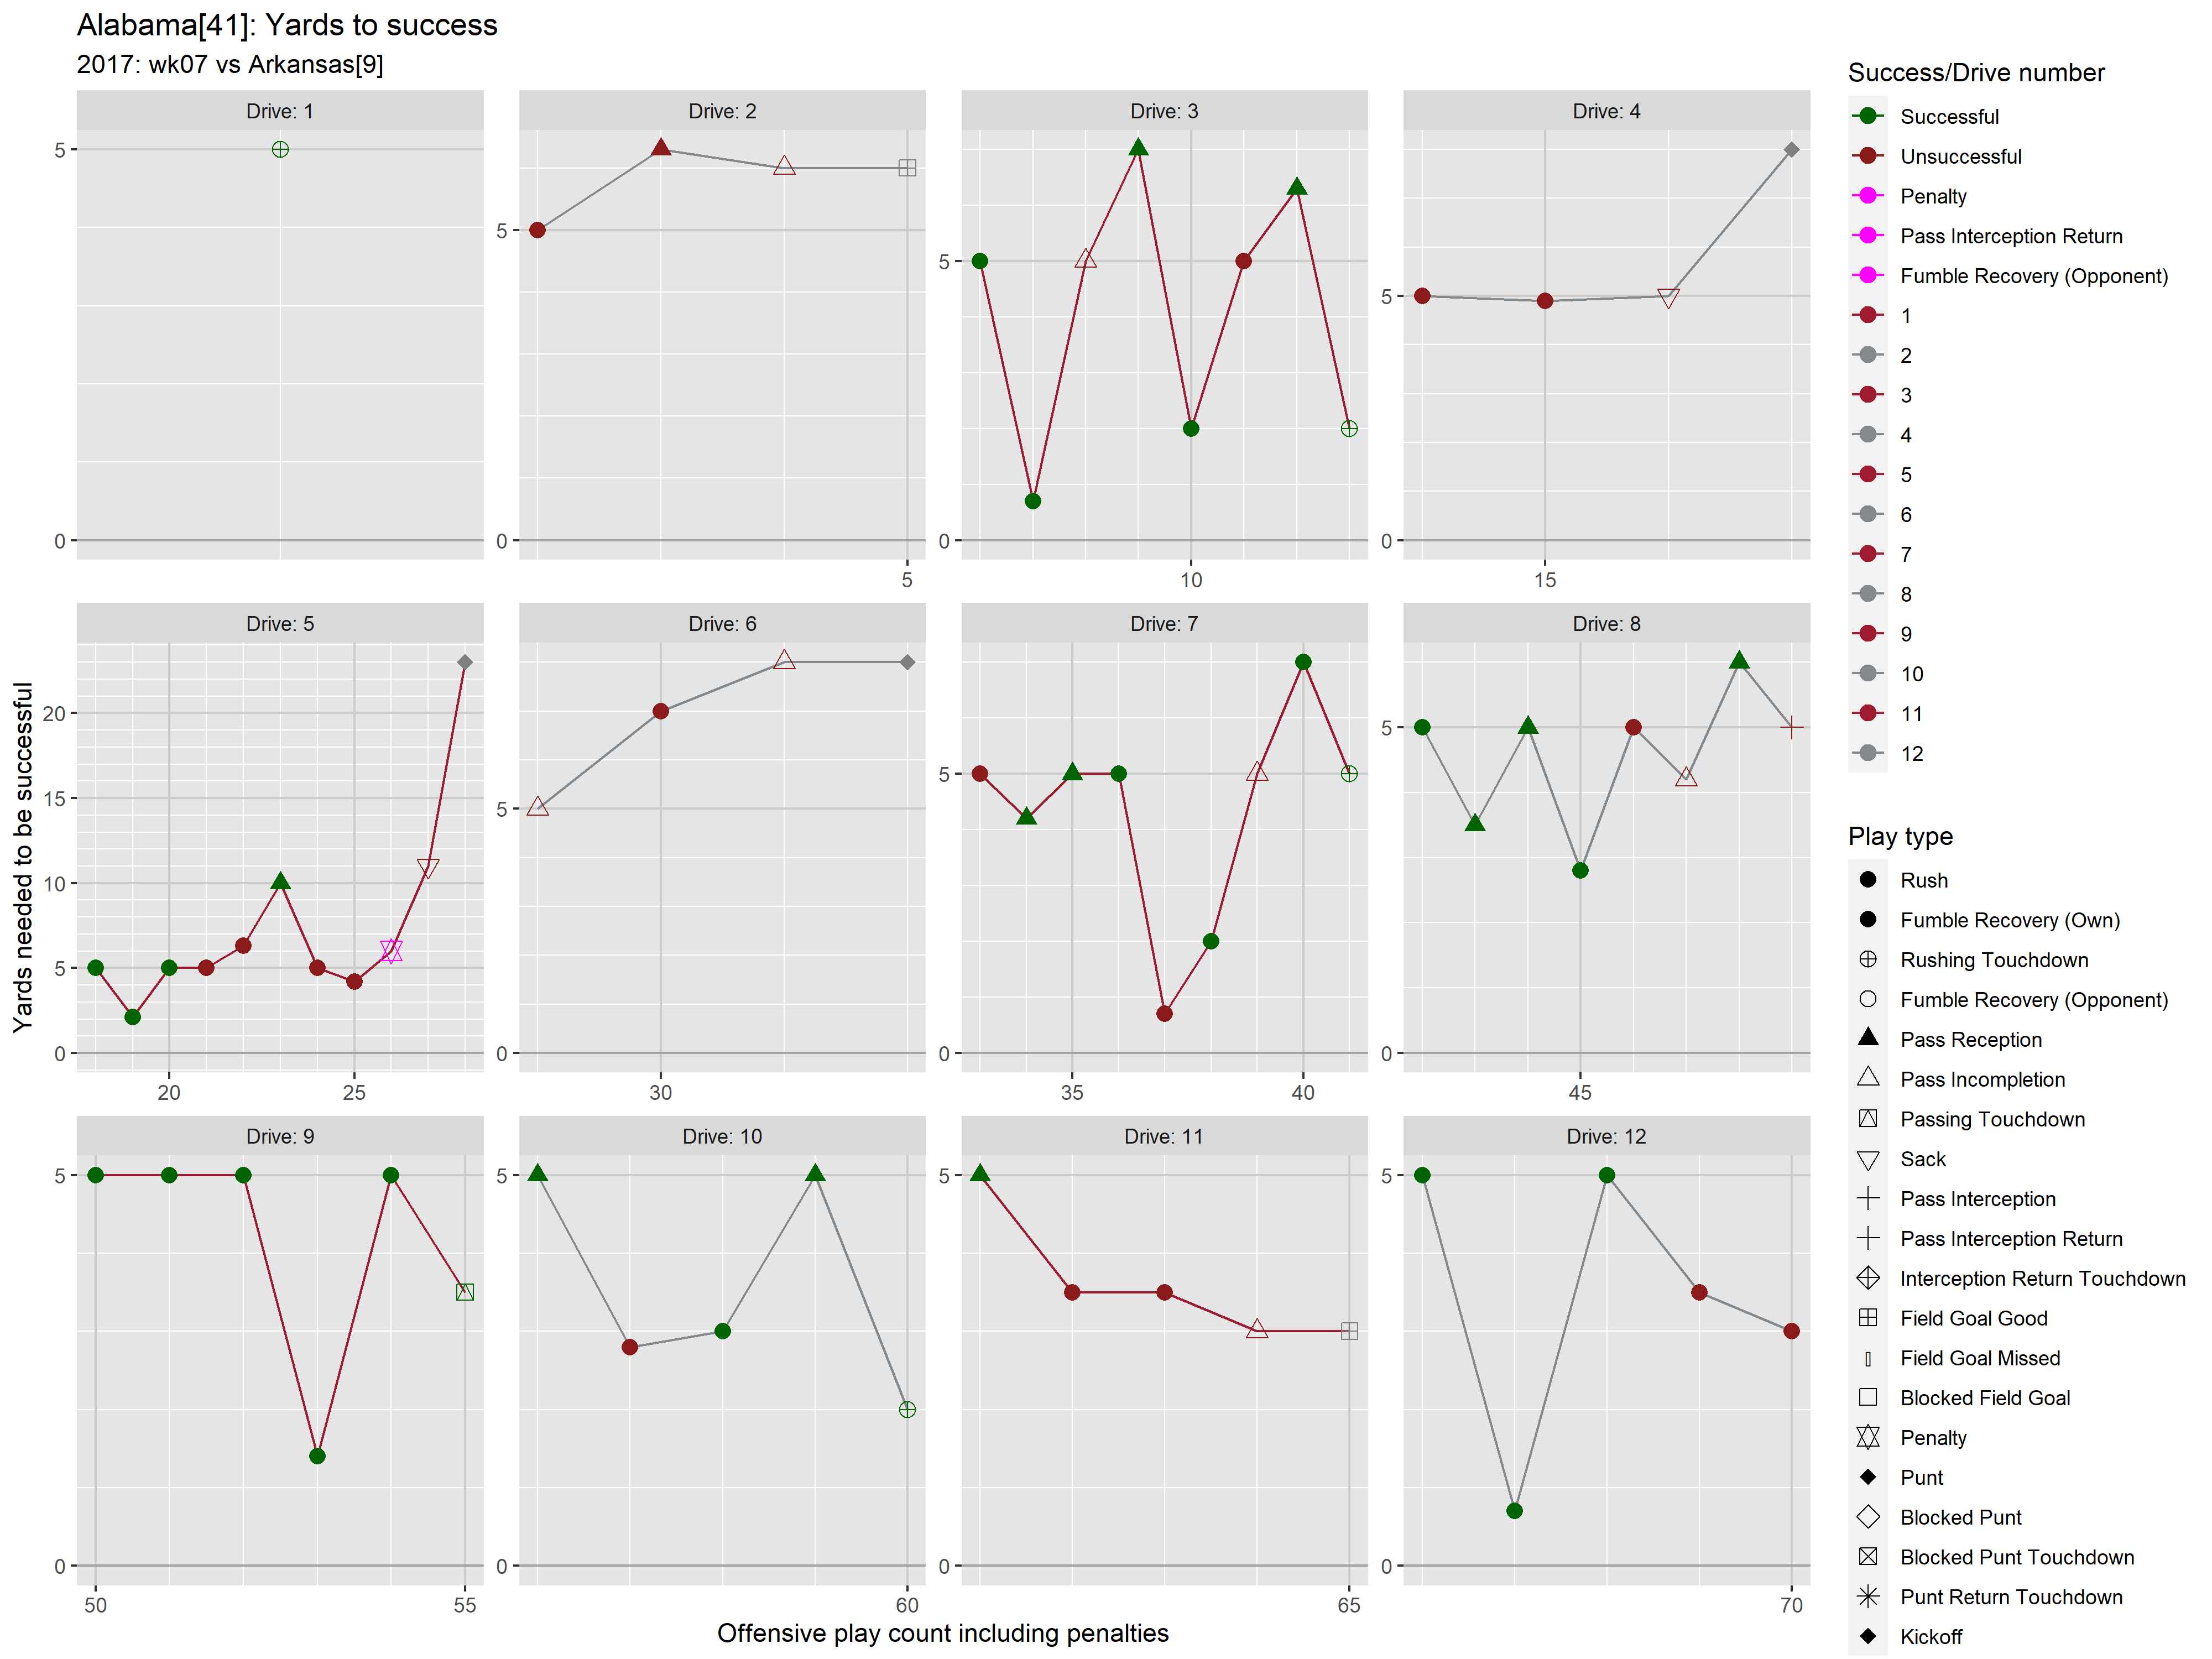 Alabama[41]: Yards to success
2017: wk07 vs Arkansas[9]
Drive: 1
Drive: 2
Drive: 3
Drive: 4
5
0
5
0
5
5
0
10
5
0
15
Drive: 5
Drive: 6
Drive: 7
Drive: 8
Yards needed to be successful
20
15
10
5
0
20
25
5
0
30
5
0
35
40
5
0
45
Drive: 9
Drive: 10
Drive: 11
Drive: 12
5
0
50
55
5
0
60
5
0
65
5
0
70
Offensive play count including penalties
Success/Drive number
Successful
Unsuccessful
Penalty
Pass Interception Return
Fumble Recovery (Opponent)
1
2
3
4
5
6
7
8
9
10
11
12
Play type
Rush
Fumble Recovery (Own)
Rushing Touchdown
Fumble Recovery (Opponent)
Pass Reception
Pass Incompletion
Passing Touchdown
Sack
Pass Interception
Pass Interception Return
Interception Return Touchdown
Field Goal Good
Field Goal Missed
Blocked Field Goal
Penalty
Punt
Blocked Punt
Blocked Punt Touchdown
Punt Return Touchdown
Kickoff